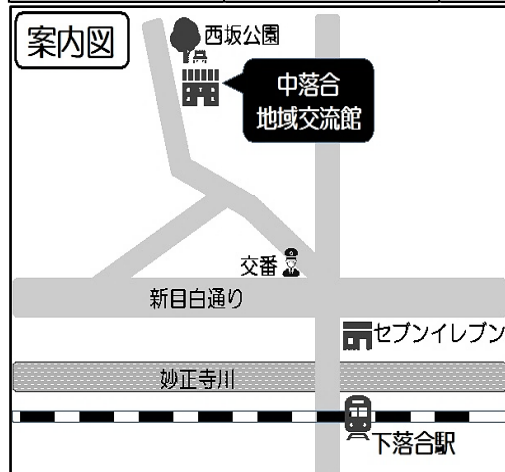 案内図
西坂公園
中落合
地域交流館
交番
新目白通り
セブンイレブン
妙正寺川
下落合駅